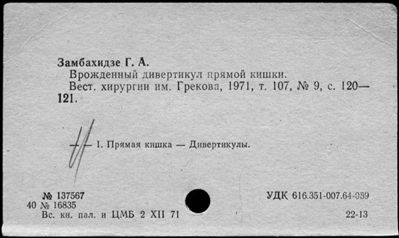 Замбахидзе Г. А.
Врожденный дивертикул прямой кишки.
Вест. хирургии им. Грекова, 1971, т. 107, № 9, с. 120—
121.
— 1. Прямая кишка — Дивертикулы.
№ 137567
УДК 616.351-007.64-059
40 № 16835
Вс. кн. пал. и ЦМБ 2 XII 71
22-13